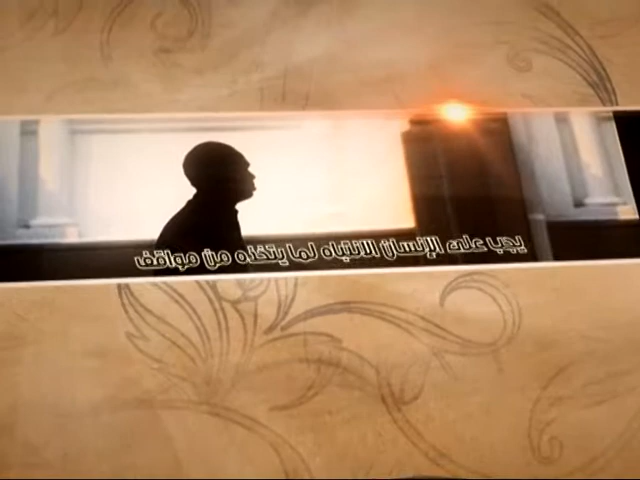 يجب على الإنسان الانتباه لما يتخذه من مواقف